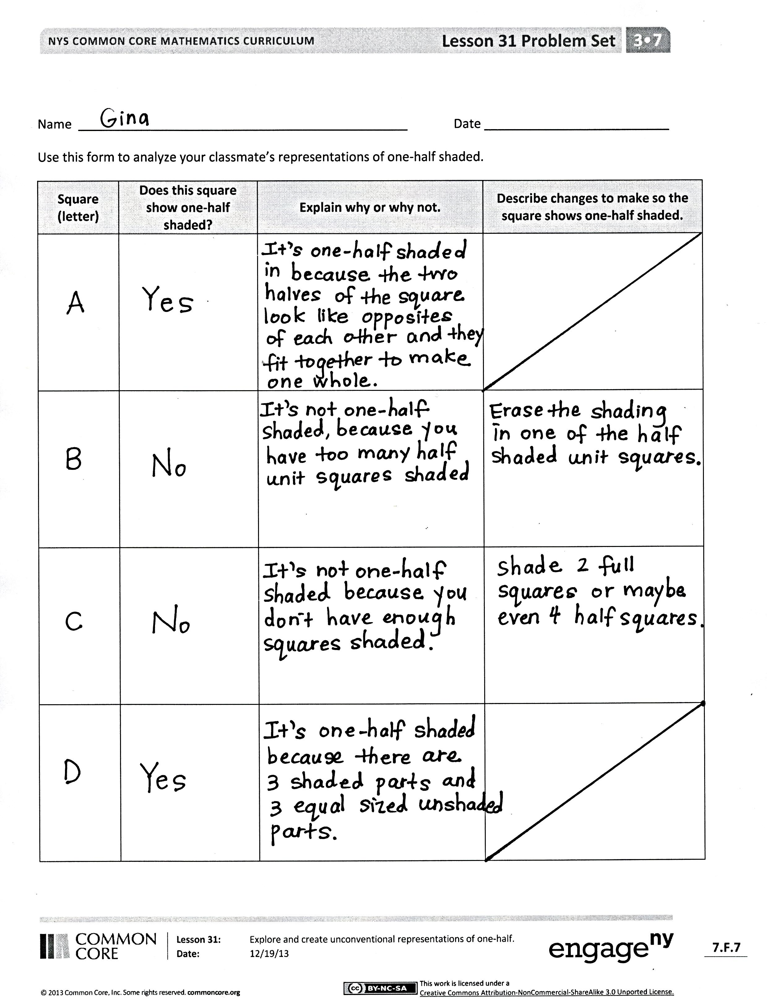 NYS COMMON CORE MATHEMATICS CURRICULUM
Lesson 31 Problem Set
3•7
Name Gina
Date
Use this form to analyze your classmate's representations of one-half shaded.
Square
(letter)
Does this square
show one-half
shaded?
Explain why or why not.
Describe changes to make so the
square shows one-half shaded.
A
Yes
It's one-half shaded
in because the two
halves of the square
look like opposites
of each other and they
fit together to make
one whole.
B
No
It's not one-half
shaded, because you
have too many half
unit squares shaded
Erase the shading
in one of the half
shaded unit squares.
C
No
It's not one-half
shaded because you
don't have enough
squares shaded.
Shade 2 full
squares or maybe
even 4 half squares.
D
Yes
It's one-half shaded
because there are
3 shaded parts and
3 equal sized unshaded
parts.
COMMON
CORE
Lesson 31:
Date:
Explore and create unconventional representations of one-half.
12/19/13
engage ny
7.F.7
© 2013 Common Core, Inc. Some rights reserved. commoncore.org
cc BY-NC-SA
This work is licensed under a
Creative Commons Attribution-NonCommercial-ShareAlike 3.0 Unported License.